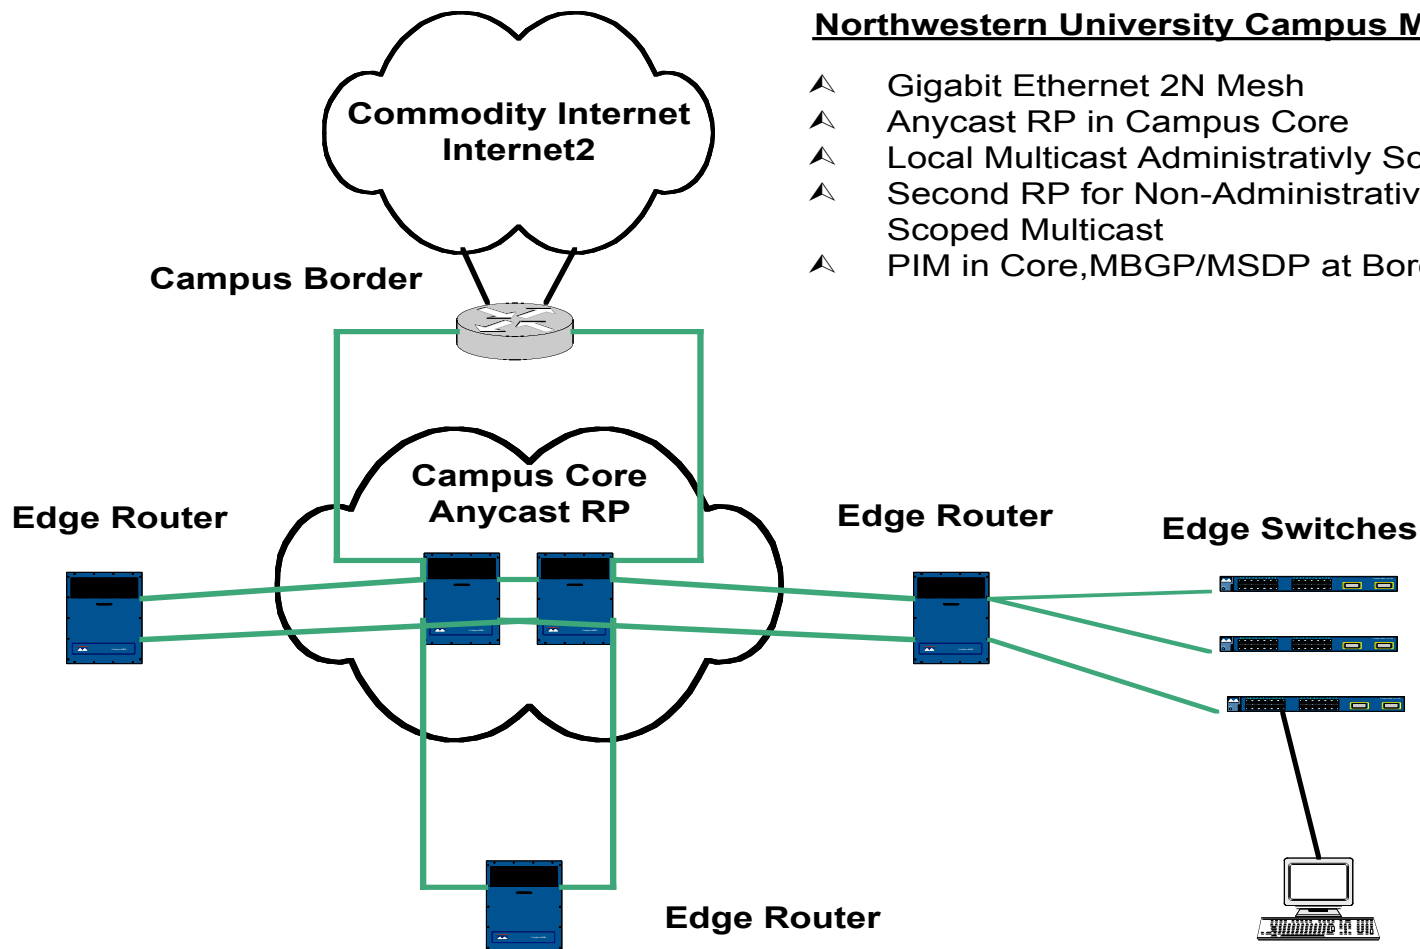 Northwestern University Campus M
Gigabit Ethernet 2N Mesh
Anycast RP in Campus Core
Local Multicast Administrativly Sc
Second RP for Non-Administrativ
Scoped Multicast
PIM in Core,MBGP/MSDP at Bor
Commodity Internet
Internet2
Campus Border
Campus Core
Anycast RP
Edge Router
Edge Router
Edge Switches
Edge Router